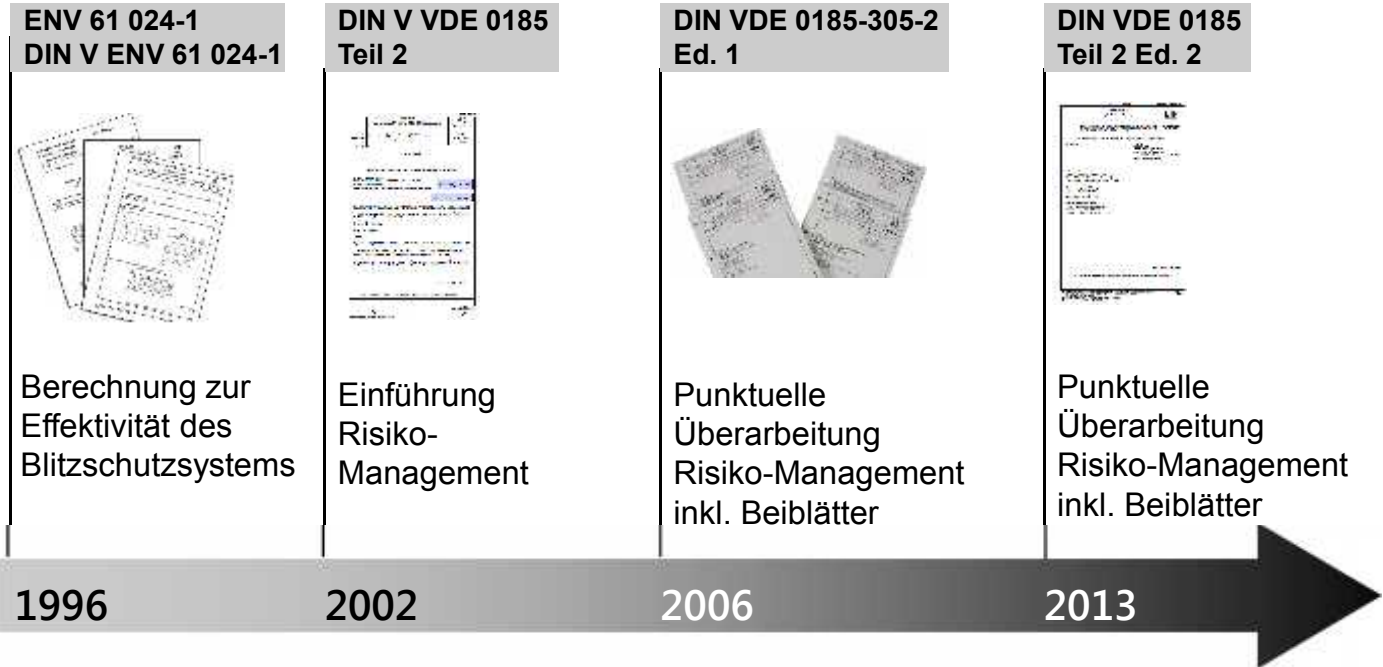 ENV 61 024-1
DIN V ENV 61 024-1
DIN V VDE 0185
Teil 2
DIN VDE 0185-305-2
Ed. 1
DIN VDE 0185
Teil 2 Ed. 2
Berechnung zur
Effektivität des
Blitzschutzsystems
Einführung
Risiko-
Management
Punktuelle
Überarbeitung
Risiko-Management
inkl. Beiblätter
Punktuelle
Überarbeitung
Risiko-Management
inkl. Beiblätter
1996
2002
2006
2013